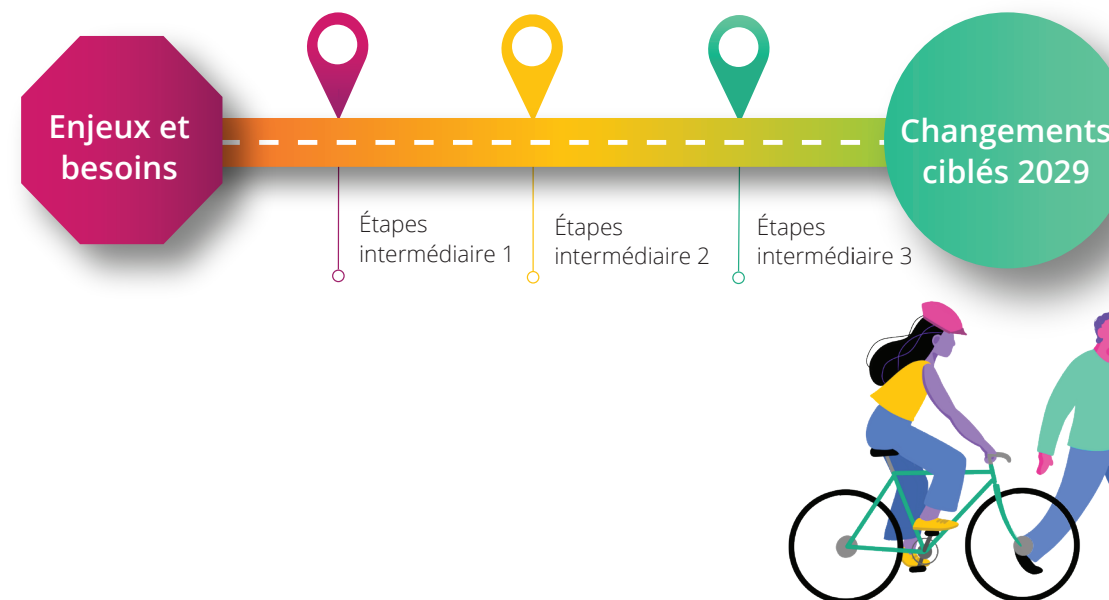 Enjeux et
besoins
Étapes
intermédiaire 1
Étapes
intermédiaire 2
Étapes
intermédiaire 3
Changements
ciblés 2029